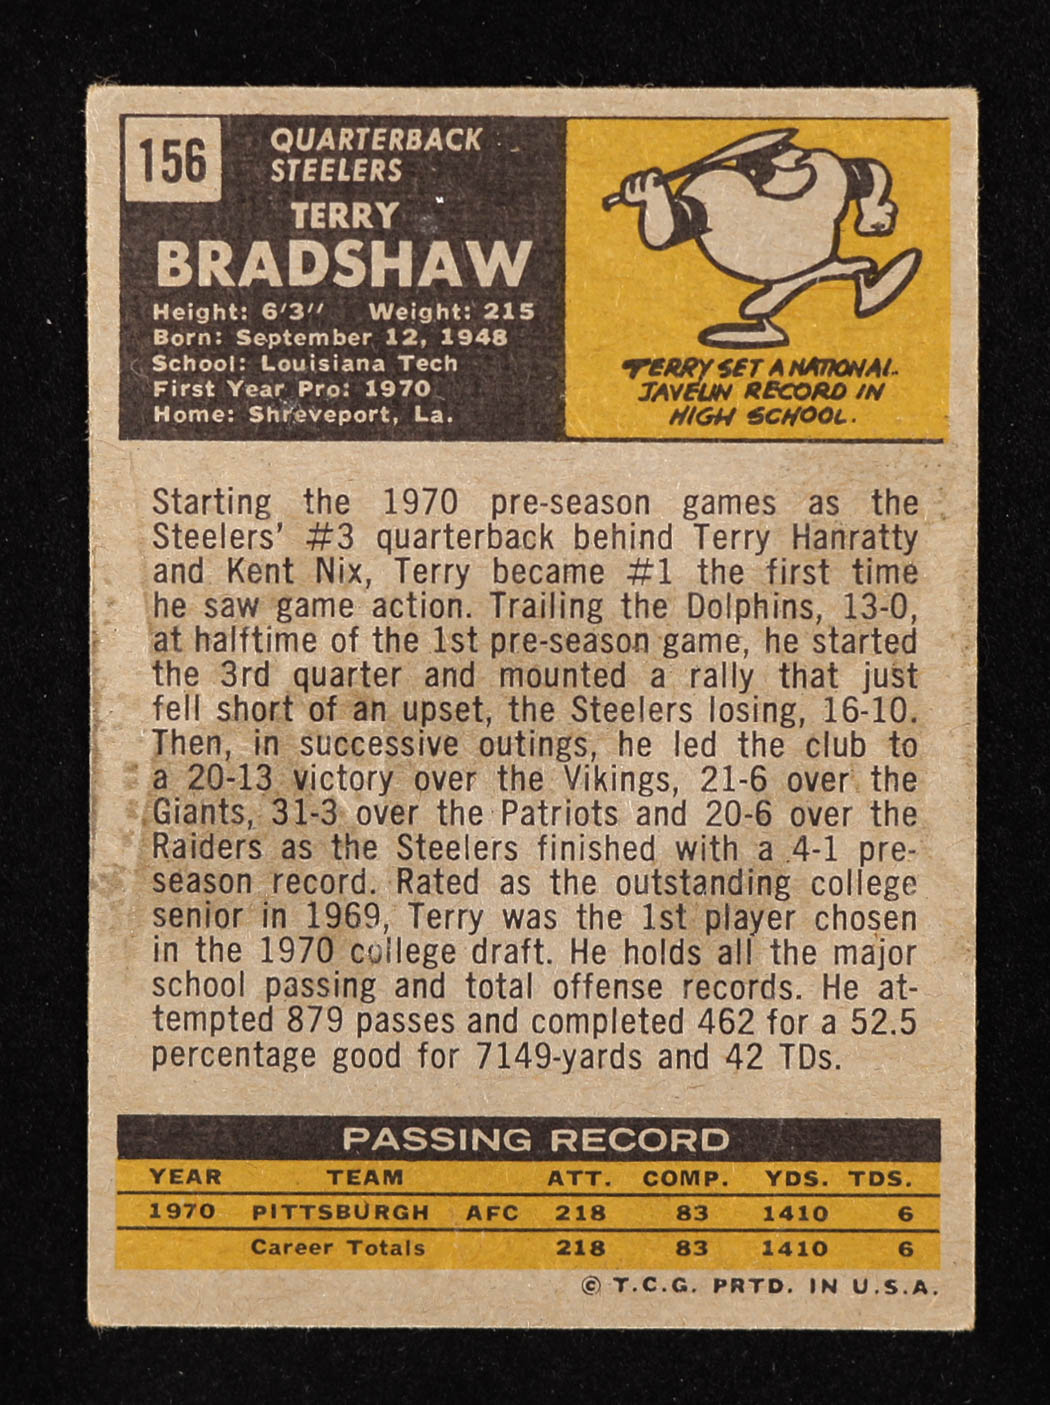 156
QUARTERBACK
STEELERS
TERRY
BRADSHAW
Height: 6'3" Weight: 215
Born: September 12, 1948
School: Louisiana Tech
First Year Pro: 1970
Home: Shreveport, La.
TERRY SET A NATIONAL
JAVELIN RECORD IN
HIGH SCHOOL.
Starting the 1970 pre-season games as the
Steelers' #3 quarterback behind Terry Hanratty
and Kent Nix, Terry became #1 the first time
he saw game action. Trailing the Dolphins, 13-0,
at halftime of the 1st pre-season game, he started
the 3rd quarter and mounted a rally that just
fell short of an upset, the Steelers losing, 16-10.
Then, in successive outings, he led the club to
a 20-13 victory over the Vikings, 21-6 over the
Giants, 31-3 over the Patriots and 20-6 over the
Raiders as the Steelers finished with a 4-1 pre-
season record. Rated as the outstanding college
senior in 1969, Terry was the 1st player chosen
in the 1970 college draft. He holds all the major
school passing and total offense records. He at-
tempted 879 passes and completed 462 for a 52.5
percentage good for 7149-yards and 42 TDs.
PASSING RECORD
YEAR TEAM ATT. COMP. YDS. TDS.
1970 PITTSBURGH AFC 218 83 1410 6
Career Totals 218 83 1410 6
© T.C.G. PRTD. IN U.S.A.